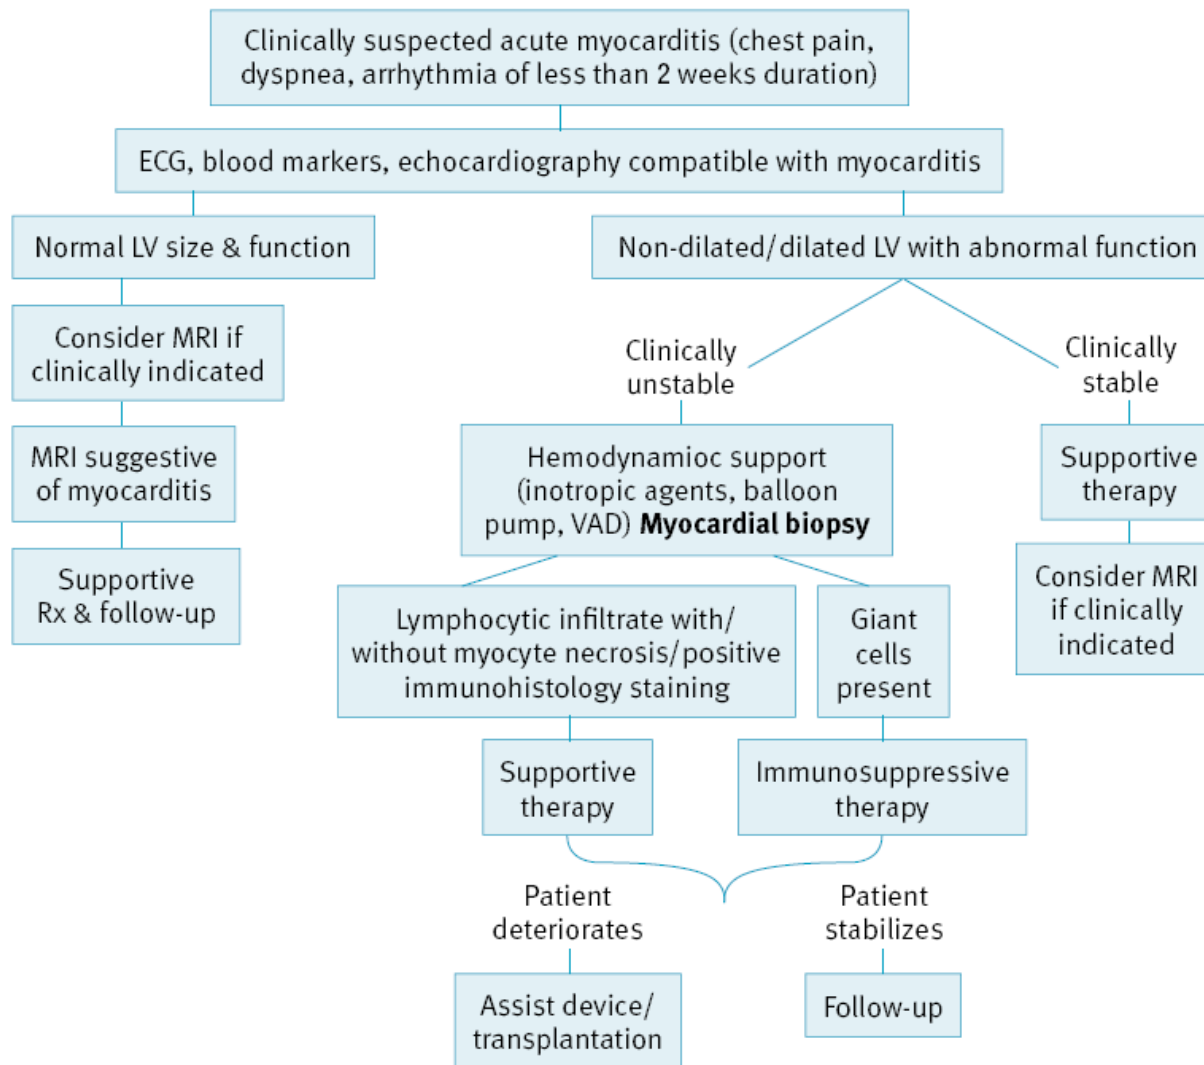 Clinically suspected acute myocarditis (chest pain,
dyspnea, arrhythmia of less than 2 weeks duration)
ECG, blood markers, echocardiography compatible with myocarditis
Normal LV size & function
Non-dilated/dilated LV with abnormal function
Consider MRI if
clinically indicated
MRI suggestive
of myocarditis
Supportive
Rx & follow-up
Clinically
unstable
Clinically
stable
Hemodynamioc support
(inotropic agents, balloon
pump, VAD) Myocardial biopsy
Supportive
therapy
Consider MRI
if clinically
indicated
Lymphocytic infiltrate with/
without myocyte necrosis/positive
immunohistology staining
Giant
cells
present
Supportive
therapy
Immunosuppressive
therapy
Patient
deteriorates
Patient
stabilizes
Assist device/
transplantation
Follow-up